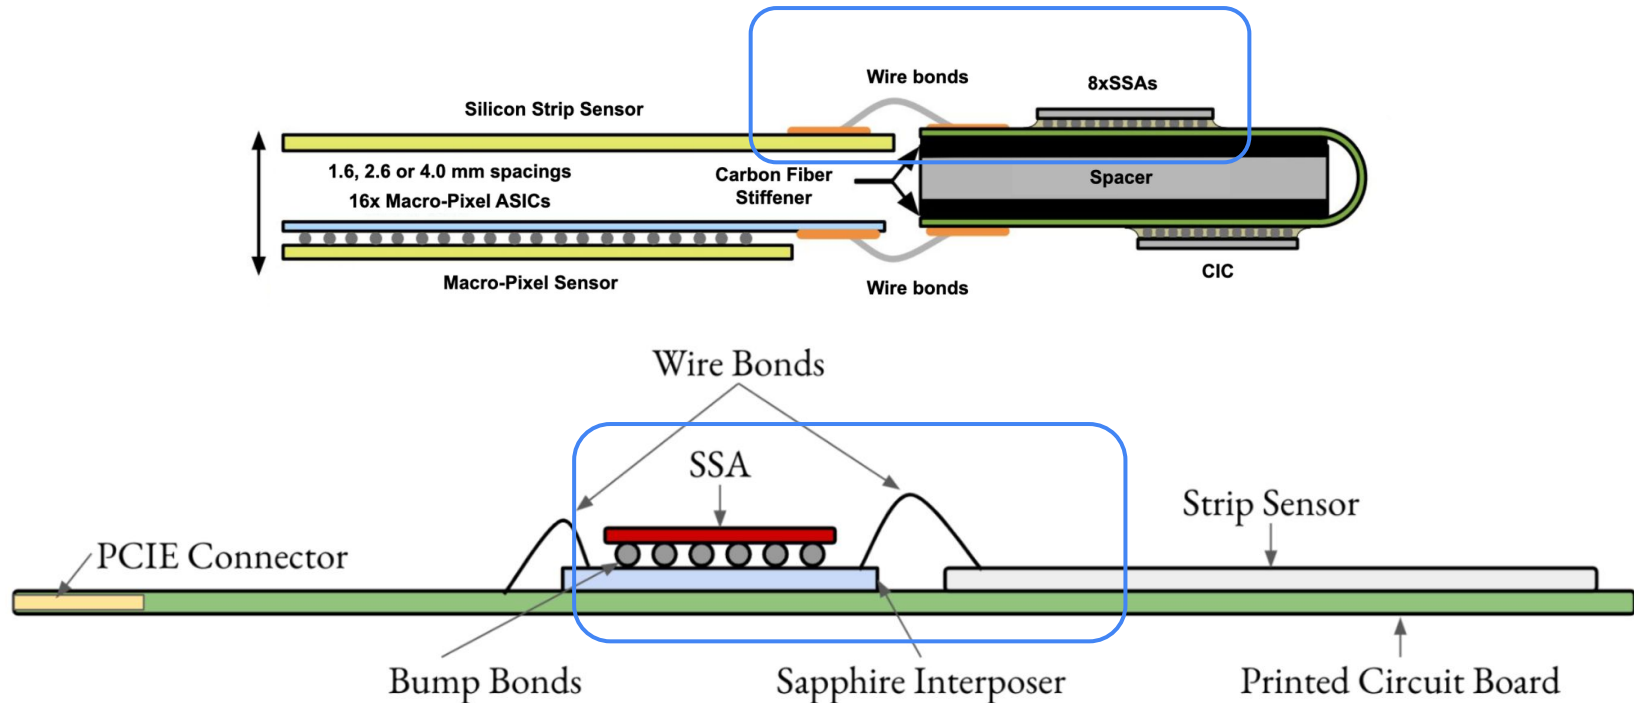 Wire bonds
8xSSAs
Silicon Strip Sensor
1.6, 2.6 or 4.0 mm spacings
16x Macro-Pixel ASICs
Carbon Fiber
Stiffener
Spacer
Macro-Pixel Sensor
Wire bonds
CIC
Wire Bonds
SSA
Strip Sensor
PCIE Connector
Bump Bonds
Sapphire Interposer
Printed Circuit Board